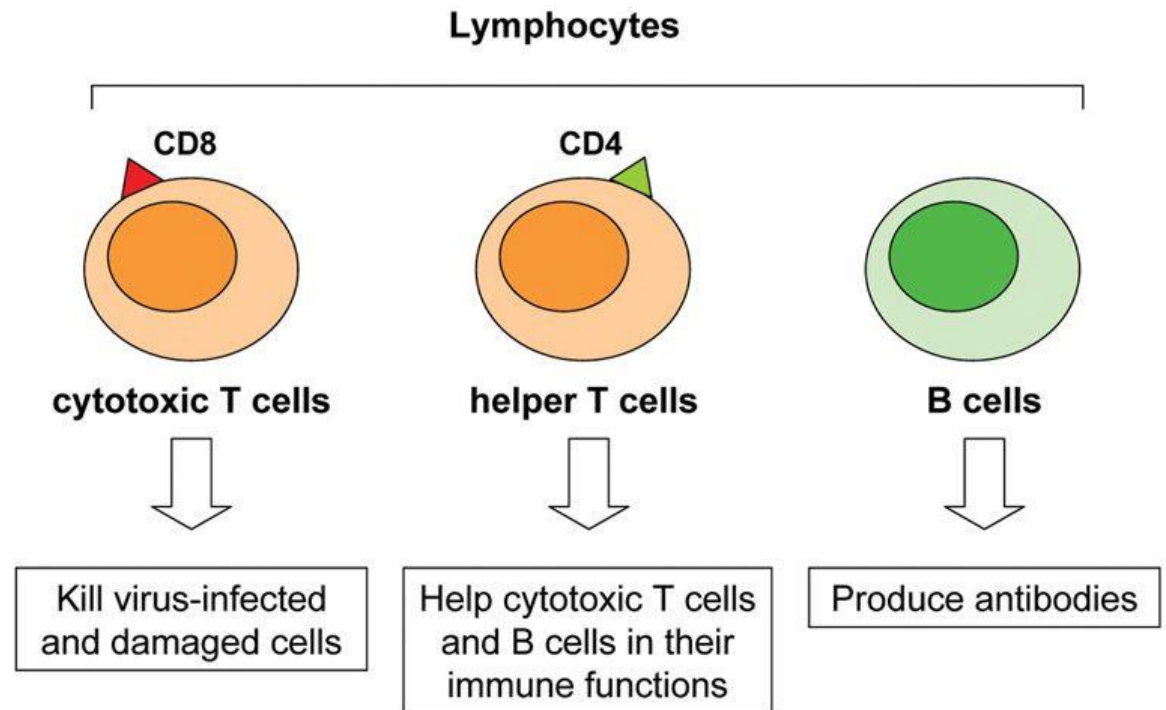 Lymphocytes
CD8
CD4
cytotoxic T cells
helper T cells
B cells
Kill virus-infected
and damaged cells
Help cytotoxic T cells
and B cells in their
immune functions
Produce antibodies